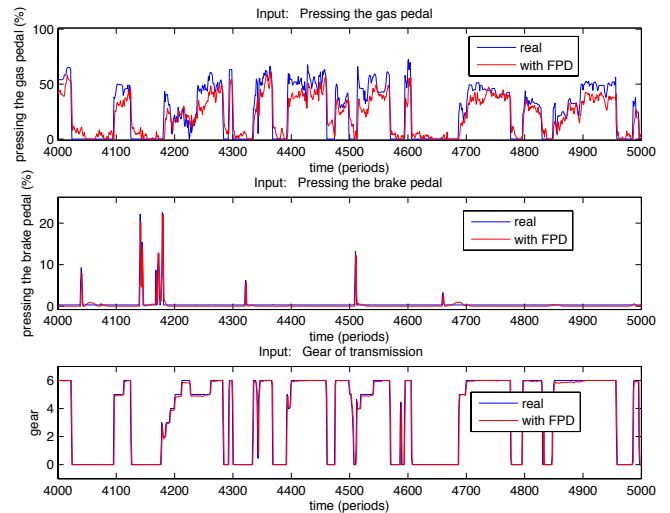 Input:   Pressing the gas pedal
pressing the gas pedal (%)
100
50
0
real
with FPD
4000 4100 4200 4300 4400 4500 4600 4700 4800 4900 5000
time (periods)
Input:   Pressing the brake pedal
pressing the brake pedal (%)
20
10
0
real
with FPD
4000 4100 4200 4300 4400 4500 4600 4700 4800 4900 5000
time (periods)
Input:   Gear of transmission
gear
6
4
2
0
real
with FPD
4000 4100 4200 4300 4400 4500 4600 4700 4800 4900 5000
time (periods)